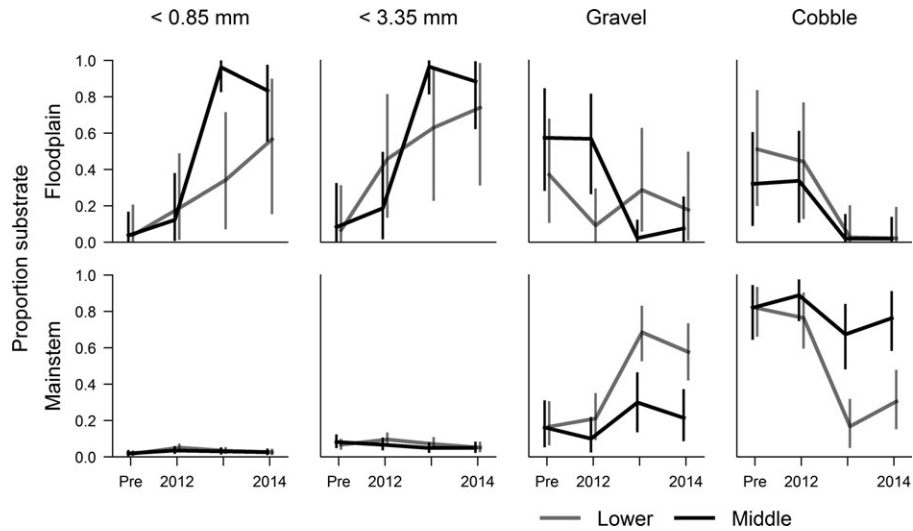 < 0.85 mm < 3.35 mm Gravel Cobble
Proportion substrate
Floodplain
1.0
0.8
0.6
0.4
0.2
0.0
Mainstem
1.0
0.8
0.6
0.4
0.2
0.0
Pre 2012 2014 Pre 2012 2014 Pre 2012 2014 Pre 2012 2014
Lower Middle